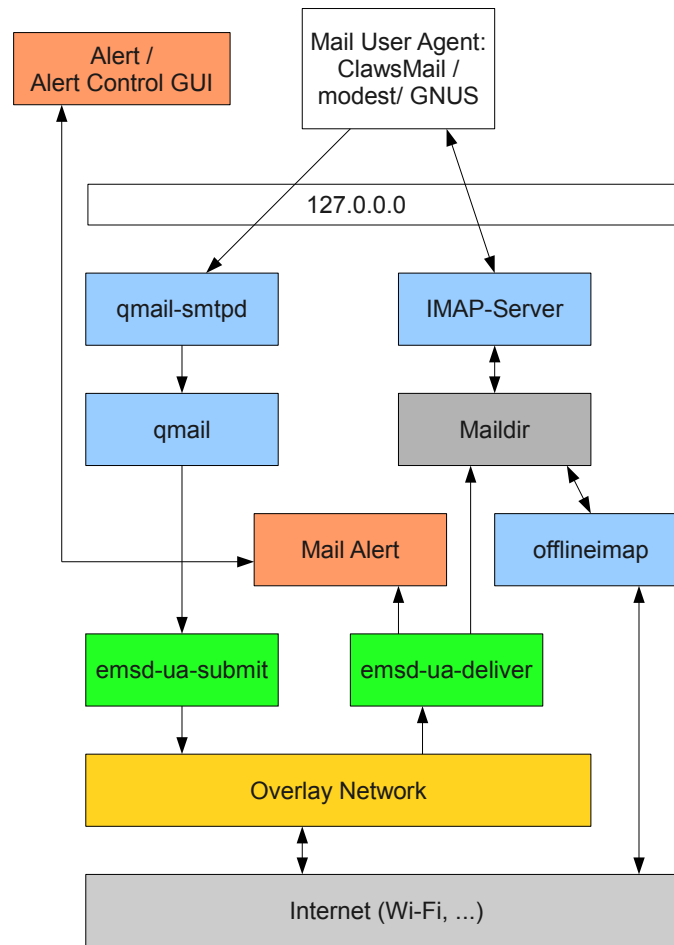 Alert /
Alert Control GUI
Mail User Agent:
ClawsMail /
modest/ GNUS
127.0.0.0
qmail-smtpd
IMAP-Server
qmail
Maildir
Mail Alert
offlineimap
emsd-ua-submit
emsd-ua-deliver
Overlay Network
Internet (Wi-Fi, ...)